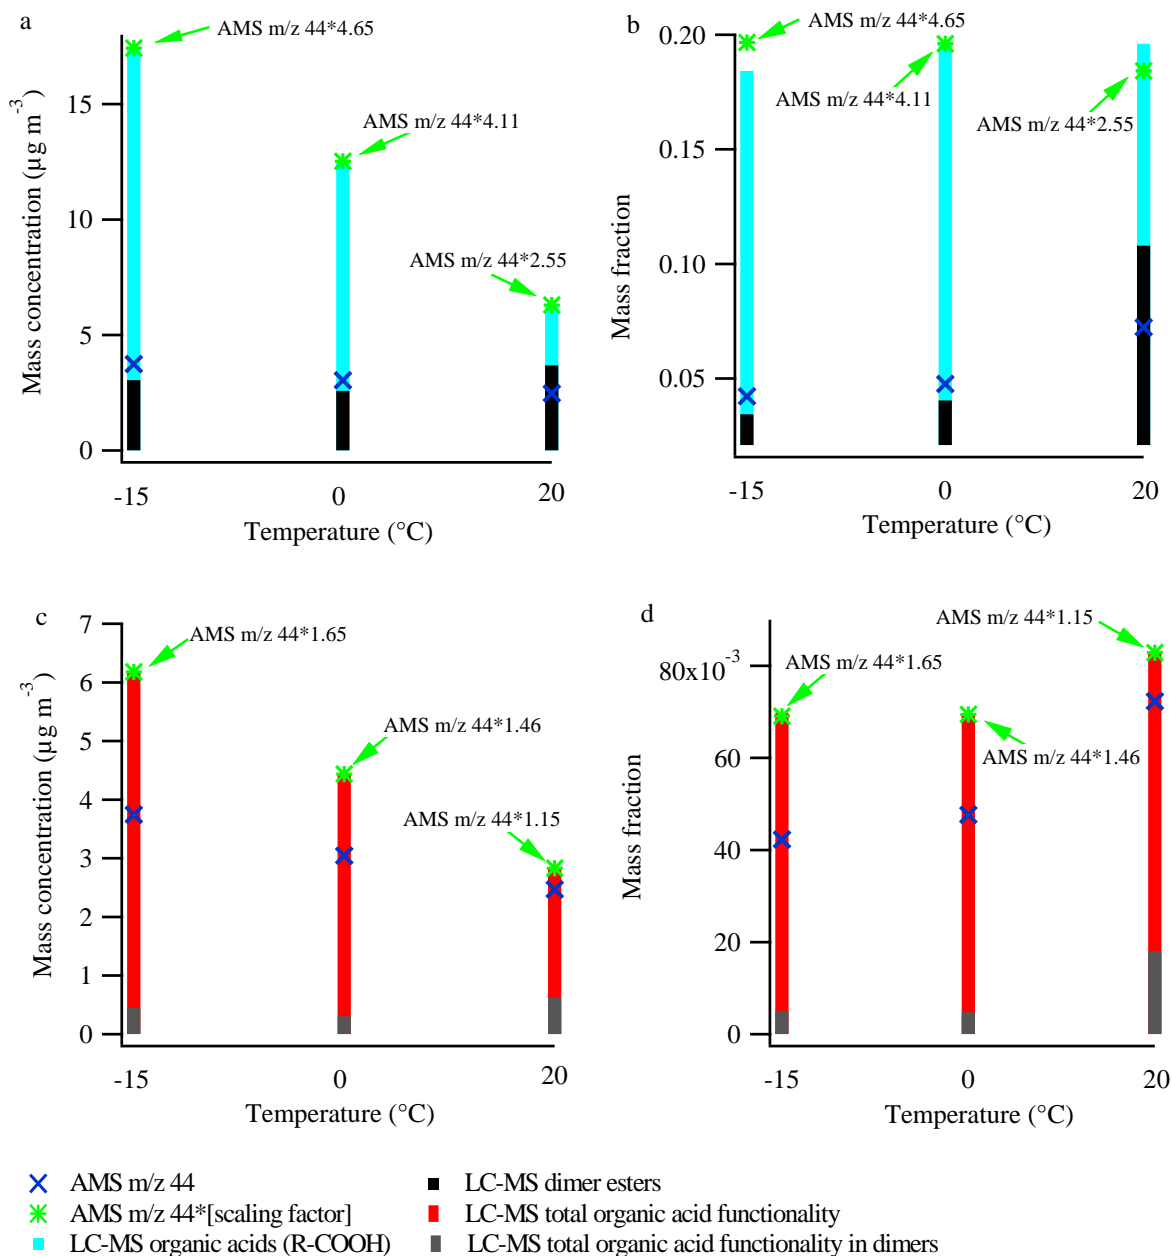 a
AMS m/z 44*4.65
AMS m/z 44*4.11
AMS m/z 44*2.55
Mass concentration (µg m⁻³)
15
10
5
0
-15
0
20
Temperature (°C)
b
AMS m/z 44*4.65
AMS m/z 44*4.11
AMS m/z 44*2.55
Mass fraction
0.20
0.15
0.10
0.05
-15
0
20
Temperature (°C)
c
AMS m/z 44*1.65
AMS m/z 44*1.46
AMS m/z 44*1.15
Mass concentration (µg m⁻³)
7
6
5
4
3
2
1
0
-15
0
20
Temperature (°C)
d
AMS m/z 44*1.15
AMS m/z 44*1.65
AMS m/z 44*1.46
Mass fraction
80x10⁻³
60
40
20
0
-15
0
20
Temperature (°C)
AMS m/z 44
AMS m/z 44*[scaling factor]
LC-MS organic acids (R-COOH)
LC-MS dimer esters
LC-MS total organic acid functionality
LC-MS total organic acid functionality in dimers